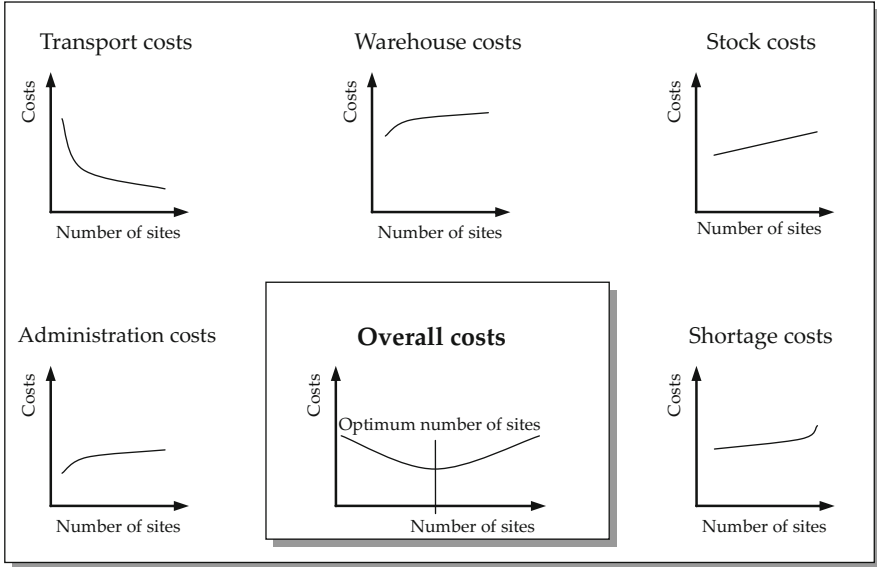 Transport costs
Costs
Number of sites
Warehouse costs
Costs
Number of sites
Stock costs
Costs
Number of sites
Administration costs
Costs
Number of sites
Overall costs
Costs
Optimum number of sites
Number of sites
Shortage costs
Costs
Number of sites